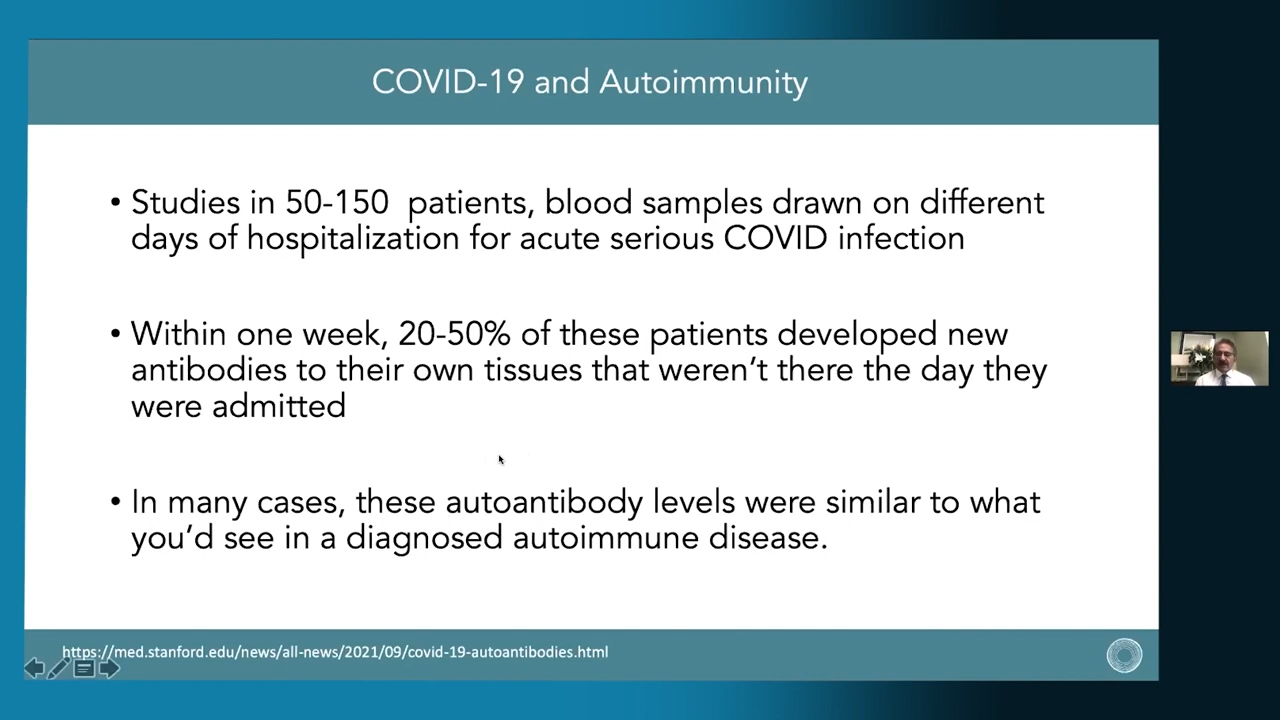 COVID-19 and Autoimmunity
• Studies in 50-150 patients, blood samples drawn on different
days of hospitalization for acute serious COVID infection
• Within one week, 20-50% of these patients developed new
antibodies to their own tissues that weren't there the day they
were admitted
• In many cases, these autoantibody levels were similar to what
you'd see in a diagnosed autoimmune disease.
https://med.stanford.edu/news/all-news/2021/09/covid-19-autoantibodies.html